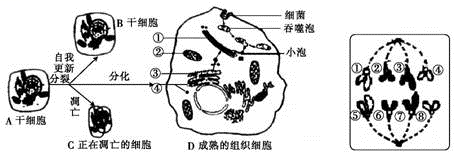 B 干细胞
自我
更新
分裂
分化
凋亡
A 干细胞
C 正在凋亡的细胞
D 成熟的组织细胞
细菌
吞噬泡
小泡
①
②
③
④
① ② ③ ④
⑤ ⑥ ⑦ ⑧